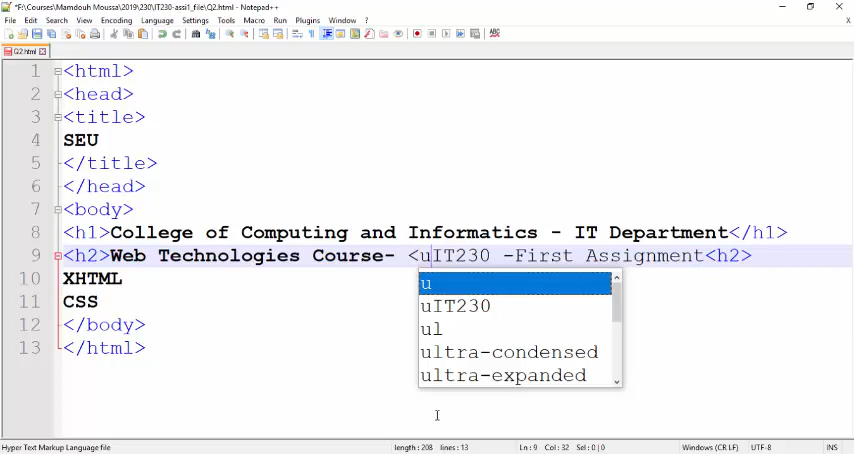 *F:\Courses\Mamdouh Moussa\2019\230\IT230-assi1_file\Q2.html - Notepad++
File Edit Search View Encoding Language Settings Tools Macro Run Plugins Window ? X
Q2.html
1 <html>
2 <head>
3 <title>
4 SEU
5 </title>
6 </head>
7 <body>
8 <h1>College of Computing and Informatics - IT Department</h1>
9 <h2>Web Technologies Course- <uIT230 -First Assignment<h2>
10 XHTML
11 CSS
12 </body>
13 </html>
u
uIT230
ul
ultra-condensed
ultra-expanded
Hyper Text Markup Language file length : 208 lines : 13 Ln : 9 Col : 32 Sel : 0 | 0 Windows (CR LF) UTF-8 INS